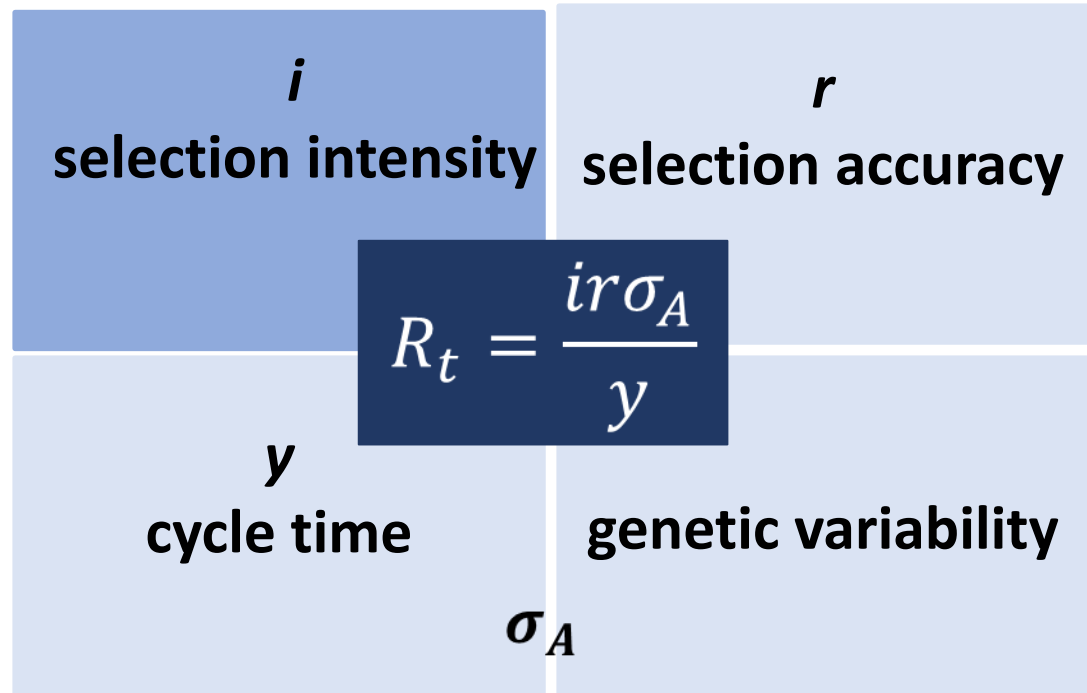 i
selection intensity
r
selection accuracy
R_t = irσ_A / y
y
cycle time
genetic variability
σ_A